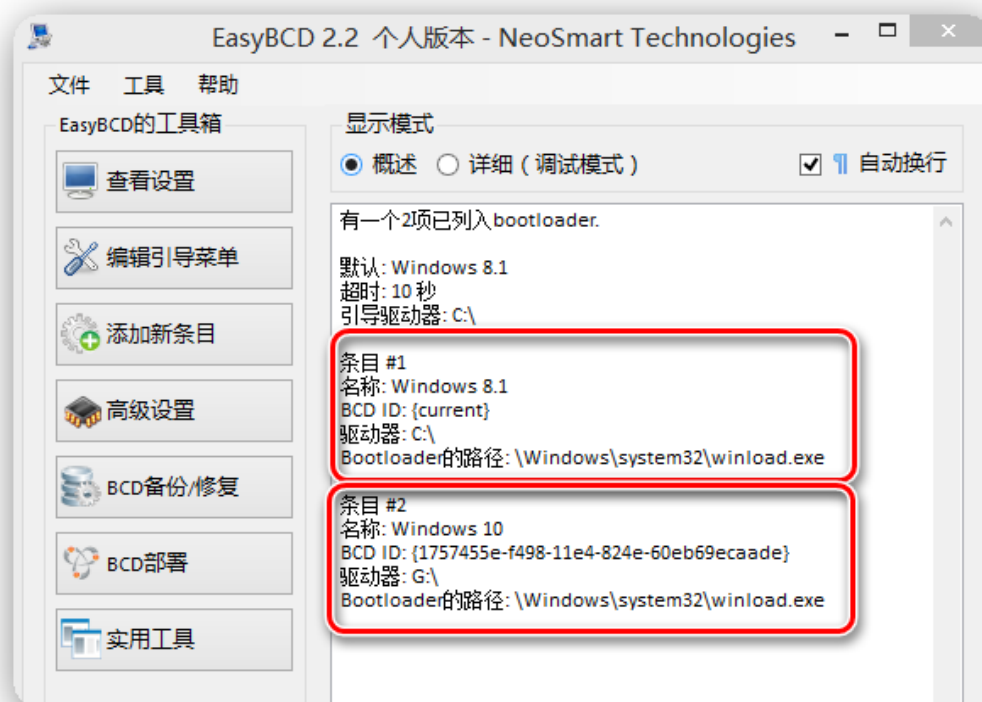 EasyBCD 2.2 个人版本 - NeoSmart Technologies
文件 工具 帮助
EasyBCD的工具箱
查看设置
编辑引导菜单
添加新条目
高级设置
BCD备份/修复
BCD部署
实用工具
显示模式
概述 详细 ( 调试模式 ) 自动换行
有一个2项已列入bootloader.
默认: Windows 8.1
超时: 10 秒
引导驱动器: C:\
条目 #1
名称: Windows 8.1
BCD ID: {current}
驱动器: C:\
Bootloader的路径: \Windows\system32\winload.exe
条目 #2
名称: Windows 10
BCD ID: {1757455e-f498-11e4-824e-60eb69ecaade}
驱动器: G:\
Bootloader的路径: \Windows\system32\winload.exe